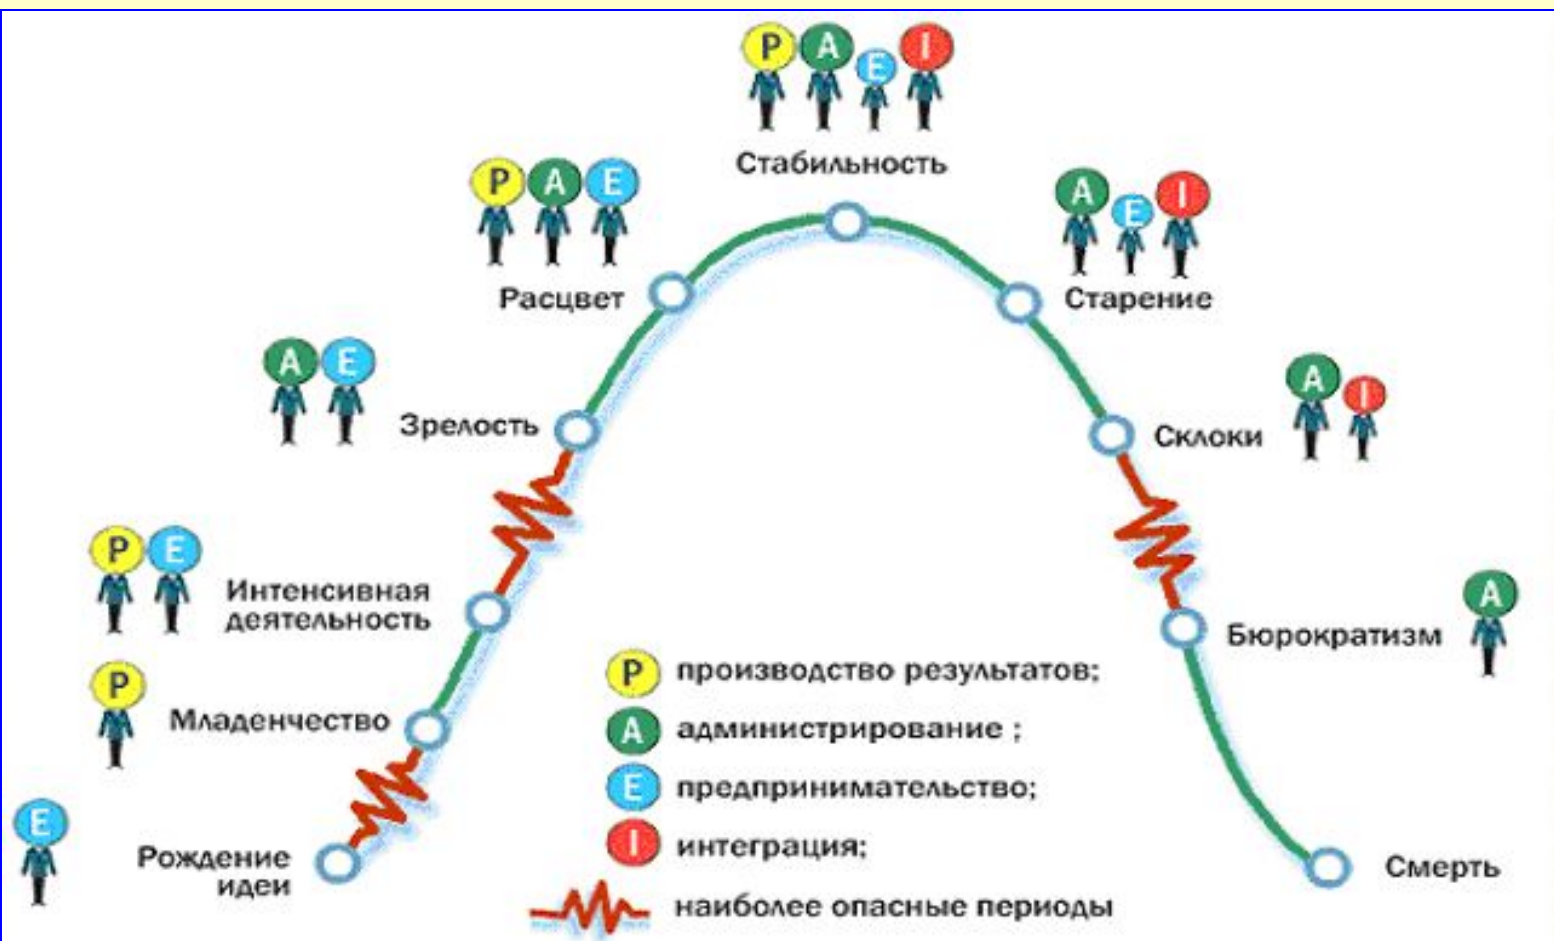 P A E I
Стабильность
P A E
Расцвет
A E I
Старение
A E
Зрелость
A I
Склоки
P E
Интенсивная
деятельность
A
Бюрократизм
P
Младенчество
E
Рождение
идеи
Смерть
P производство результатов;
A администрирование ;
E предпринимательство;
I интеграция;
наиболее опасные периоды